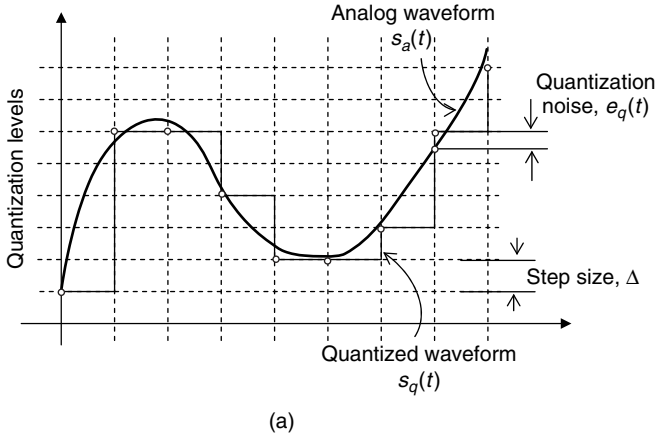 Analog waveform
s_a(t)
Quantization
noise, e_q(t)
Quantization levels
Step size, Δ
Quantized waveform
s_q(t)
(a)